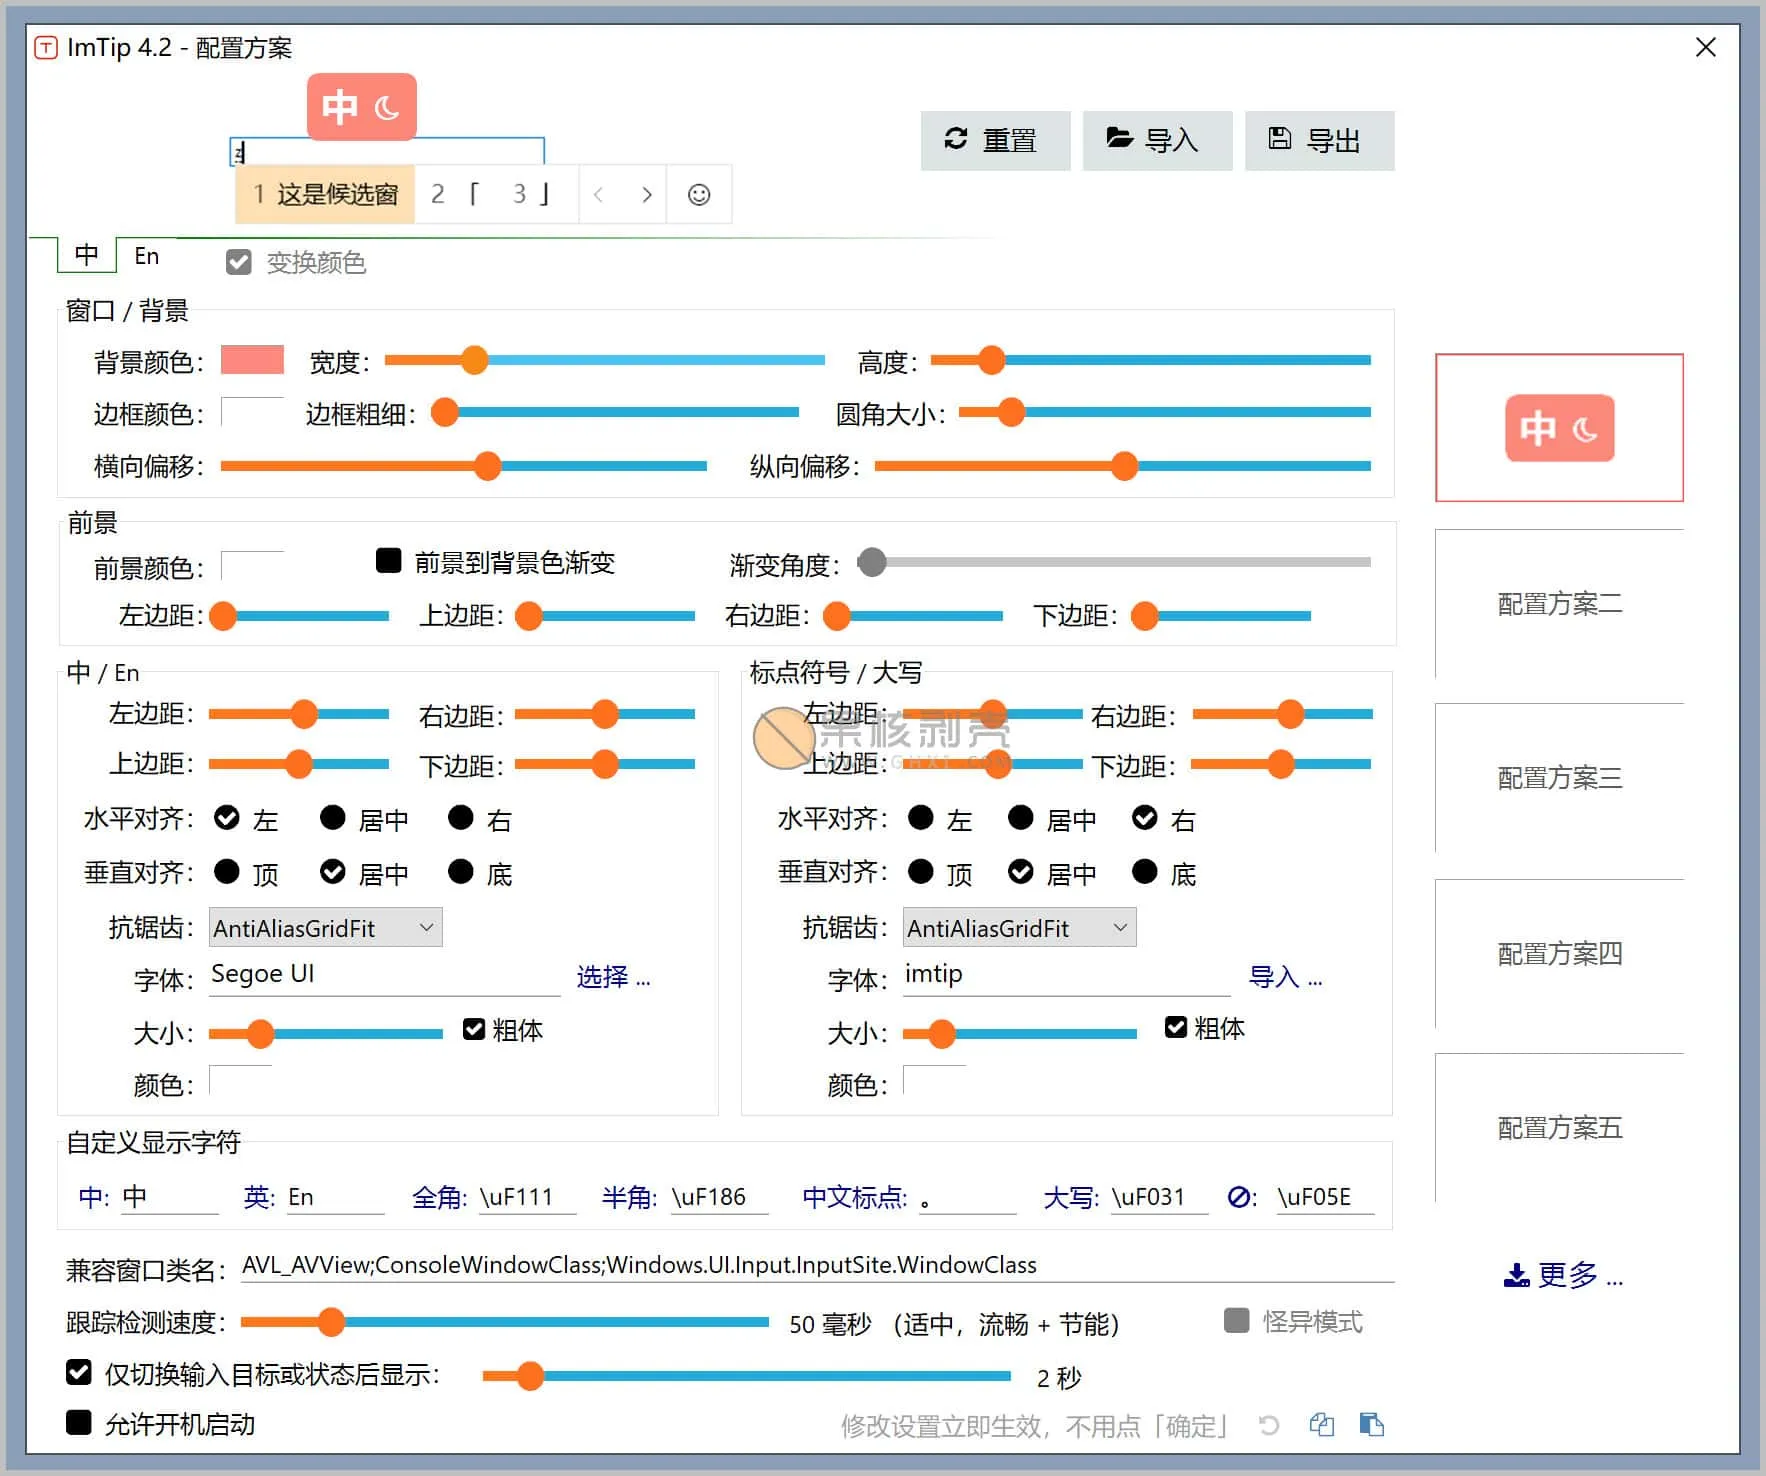 ImTip 4.2 - 配置方案
中
重置 导入 导出
1 这是候选窗 2 「 3 」
中 En 变换颜色
窗口 / 背景
背景颜色： 宽度： 高度：
边框颜色： 边框粗细： 圆角大小：
横向偏移： 纵向偏移：
中
前景
前景颜色： 前景到背景色渐变 渐变角度：
左边距： 上边距： 右边距： 下边距：
配置方案二
中 / En
左边距： 右边距：
上边距： 下边距：
水平对齐： 左 居中 右
垂直对齐： 顶 居中 底
抗锯齿： AntiAliasGridFit
字体： Segoe UI 选择 ...
大小： 粗体
颜色：
标点符号 / 大写
左边距： 右边距：
上边距： 下边距：
果核剥壳
WWW.GHXI.COM
水平对齐： 左 居中 右
垂直对齐： 顶 居中 底
抗锯齿： AntiAliasGridFit
字体： imtip 导入 ...
大小： 粗体
颜色：
配置方案三
配置方案四
配置方案五
自定义显示字符
中: 中 英: En 全角: \uF111 半角: \uF186 中文标点: 。 大写: \uF031 : \uF05E
兼容窗口类名： AVL_AVView;ConsoleWindowClass;Windows.UI.Input.InputSite.WindowClass
更多 ...
跟踪检测速度： 50 毫秒 （适中，流畅 + 节能） 怪异模式
仅切换输入目标或状态后显示： 2 秒
允许开机启动 修改设置立即生效，不用点「确定」